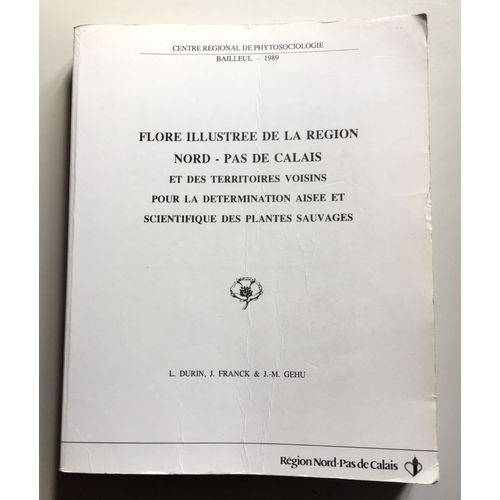 CENTRE REGIONAL DE PHYTOSOCIOLOGIE
BAILLEUL - 1989
FLORE ILLUSTREE DE LA REGION
NORD - PAS DE CALAIS
ET DES TERRITOIRES VOISINS
POUR LA DETERMINATION AISEE ET
SCIENTIFIQUE DES PLANTES SAUVAGES
L. DURIN, J. FRANCK & J.-M. GEHU
Région Nord-Pas de Calais